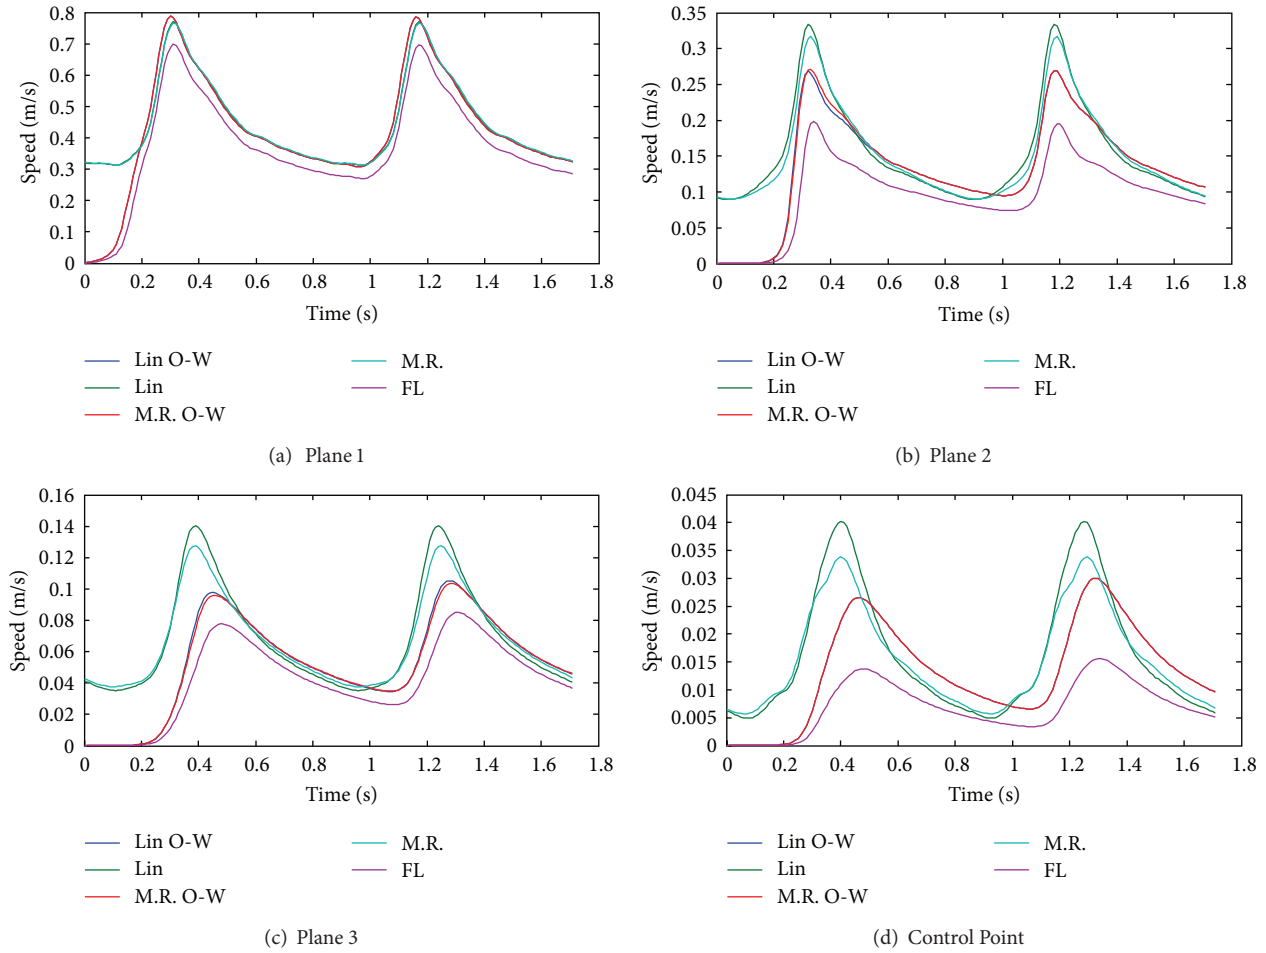 Speed (m/s)
0.8
0.7
0.6
0.5
0.4
0.3
0.2
0.1
0
0 0.2 0.4 0.6 0.8 1 1.2 1.4 1.6 1.8
Time (s)
Lin O-W
Lin
M.R. O-W
M.R.
FL
(a) Plane 1
Speed (m/s)
0.35
0.3
0.25
0.2
0.15
0.1
0.05
0
0 0.2 0.4 0.6 0.8 1 1.2 1.4 1.6 1.8
Time (s)
Lin O-W
Lin
M.R. O-W
M.R.
FL
(b) Plane 2
Speed (m/s)
0.16
0.14
0.12
0.1
0.08
0.06
0.04
0.02
0
0 0.2 0.4 0.6 0.8 1 1.2 1.4 1.6 1.8
Time (s)
Lin O-W
Lin
M.R. O-W
M.R.
FL
(c) Plane 3
Speed (m/s)
0.045
0.04
0.035
0.03
0.025
0.02
0.015
0.01
0.005
0
0 0.2 0.4 0.6 0.8 1 1.2 1.4 1.6 1.8
Time (s)
Lin O-W
Lin
M.R. O-W
M.R.
FL
(d) Control Point